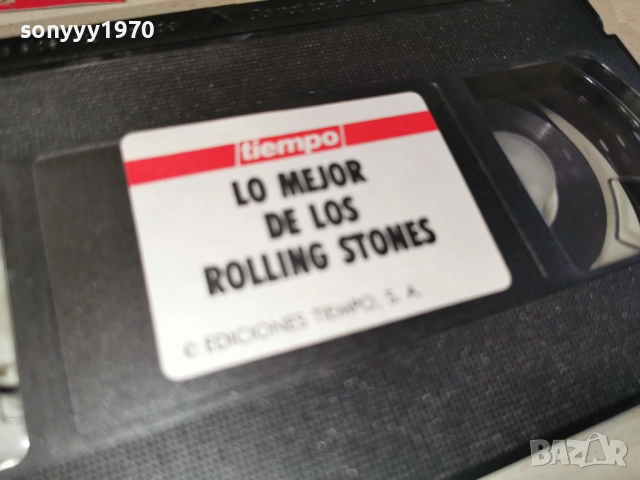 sonyyy1970
tiempo
LO MEJOR
DE LOS
ROLLING STONES
© EDICIONES TIEMPO, S. A.
BAZAR